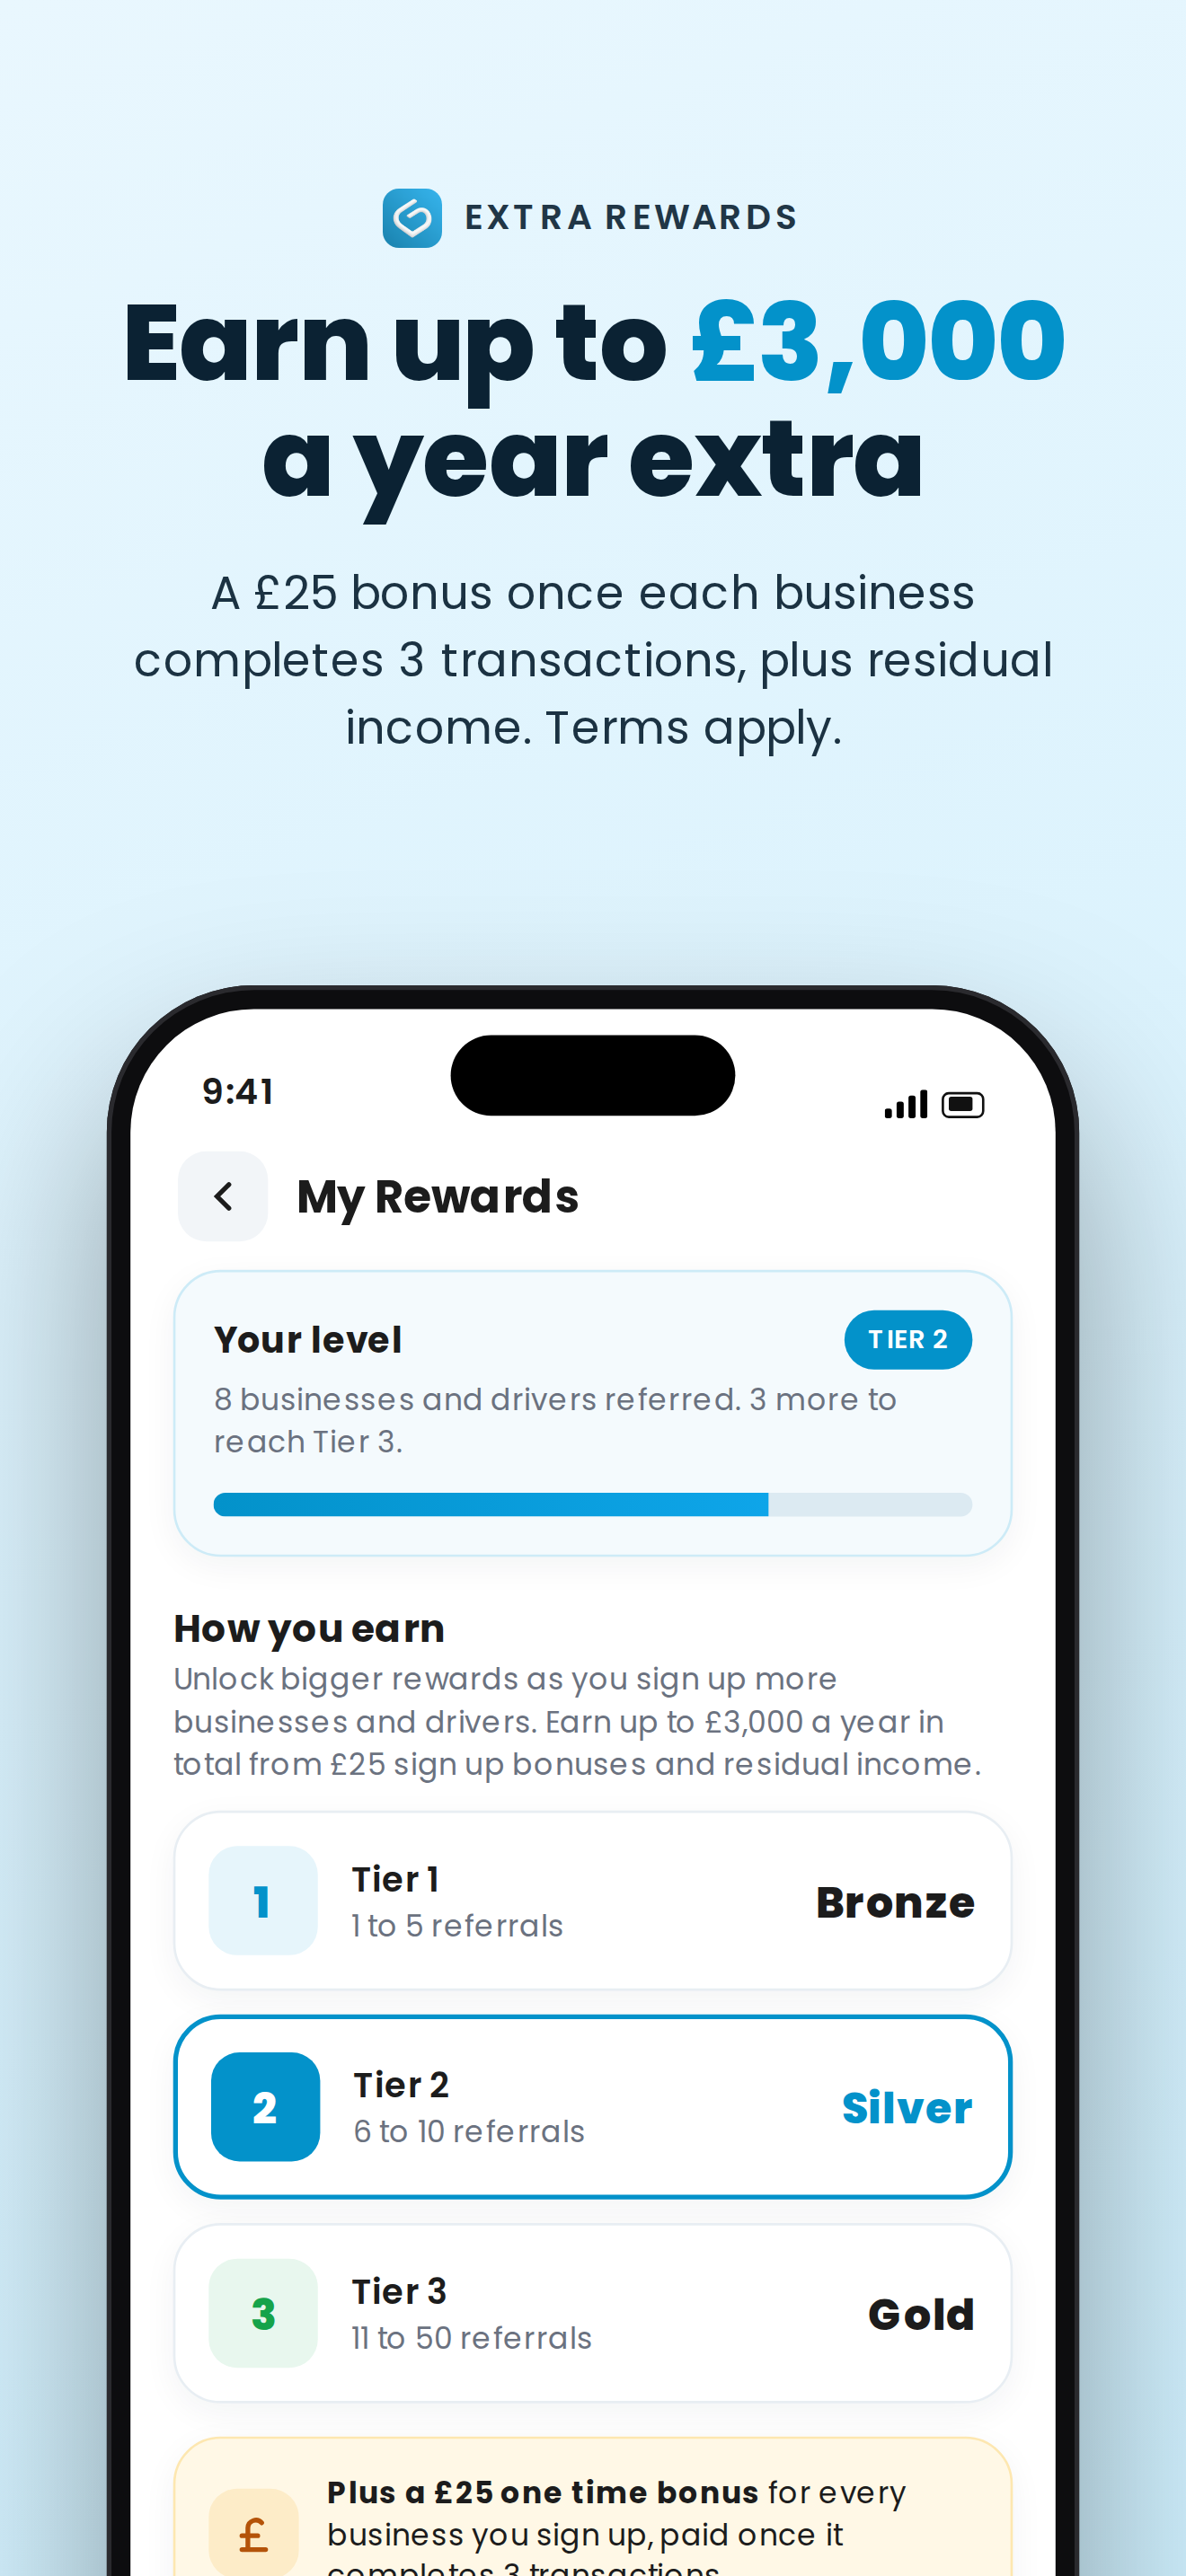 EXTRA REWARDS
Earn up to £3,000
a year extra
A £25 bonus once each business
completes 3 transactions, plus residual
income. Terms apply.
9:41
My Rewards
Your level
TIER 2
8 businesses and drivers referred. 3 more to
reach Tier 3.
How you earn
Unlock bigger rewards as you sign up more
businesses and drivers. Earn up to £3,000 a year in
total from £25 sign up bonuses and residual income.
1
Tier 1
1 to 5 referrals
Bronze
2
Tier 2
6 to 10 referrals
Silver
3
Tier 3
11 to 50 referrals
Gold
£
Plus a £25 one time bonus for every
business you sign up, paid once it
completes 3 transactions